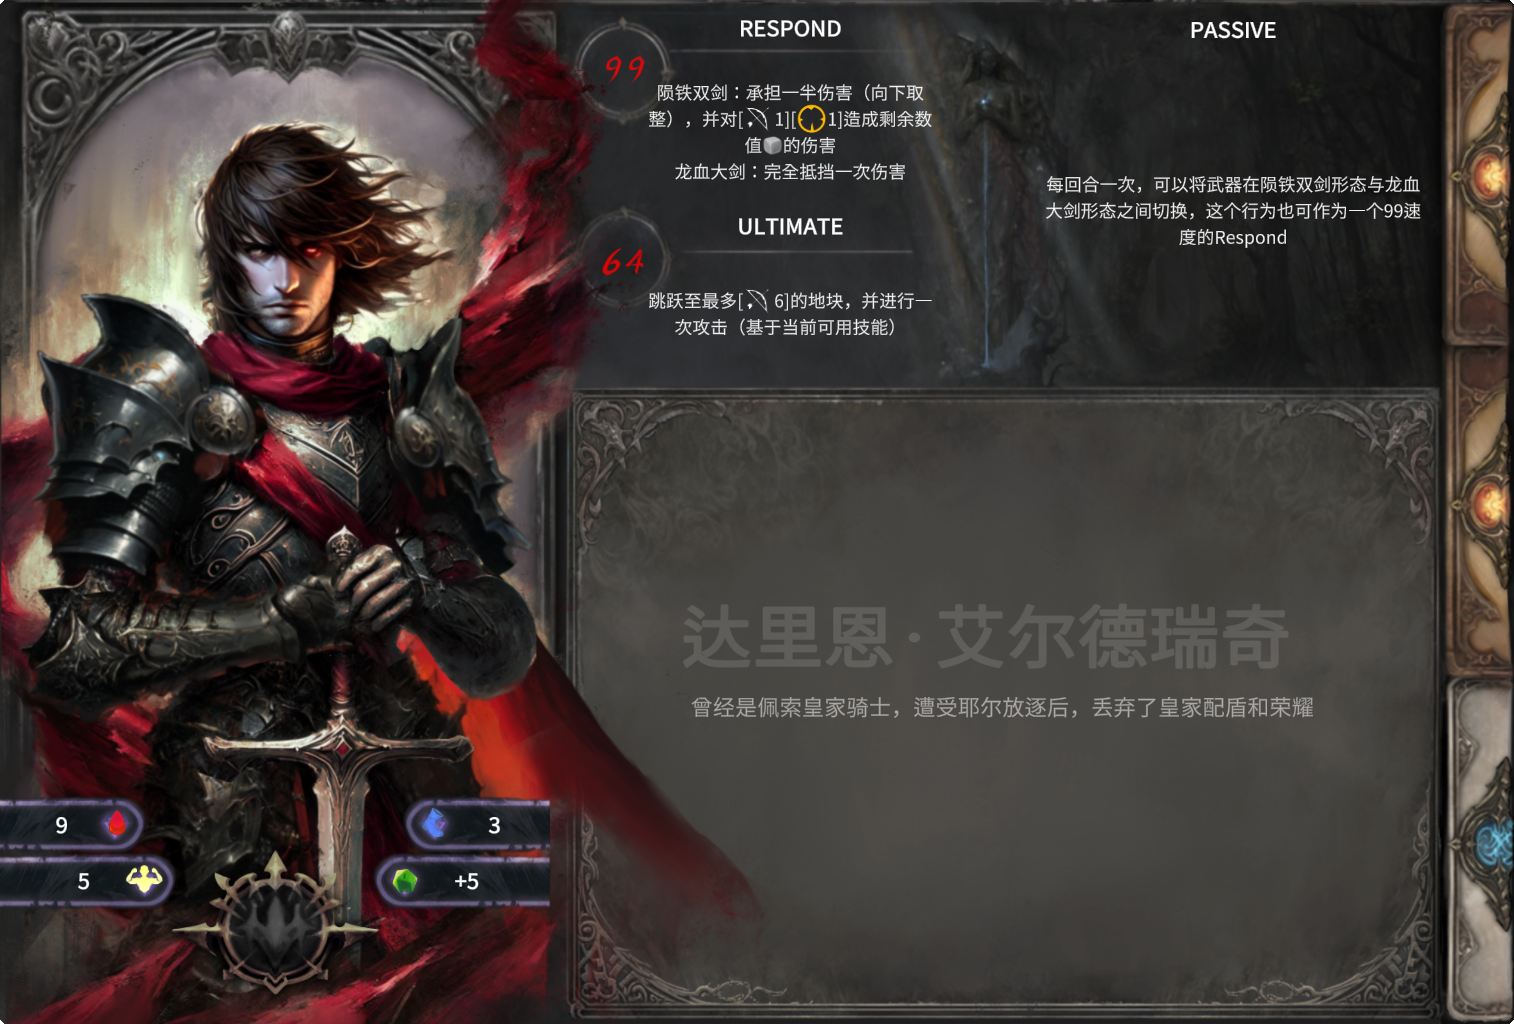 RESPOND
99
陨铁双剑：承担一半伤害（向下取
整），并对[ 1][ 1]造成剩余数
值 的伤害
龙血大剑：完全抵挡一次伤害
ULTIMATE
64
跳跃至最多[ 6]的地块，并进行一
次攻击（基于当前可用技能）
PASSIVE
每回合一次，可以将武器在陨铁双剑形态与龙血
大剑形态之间切换，这个行为也可作为一个99速
度的Respond
达里恩·艾尔德瑞奇
曾经是佩索皇家骑士，遭受耶尔放逐后，丢弃了皇家配盾和荣耀
9
3
5
+5